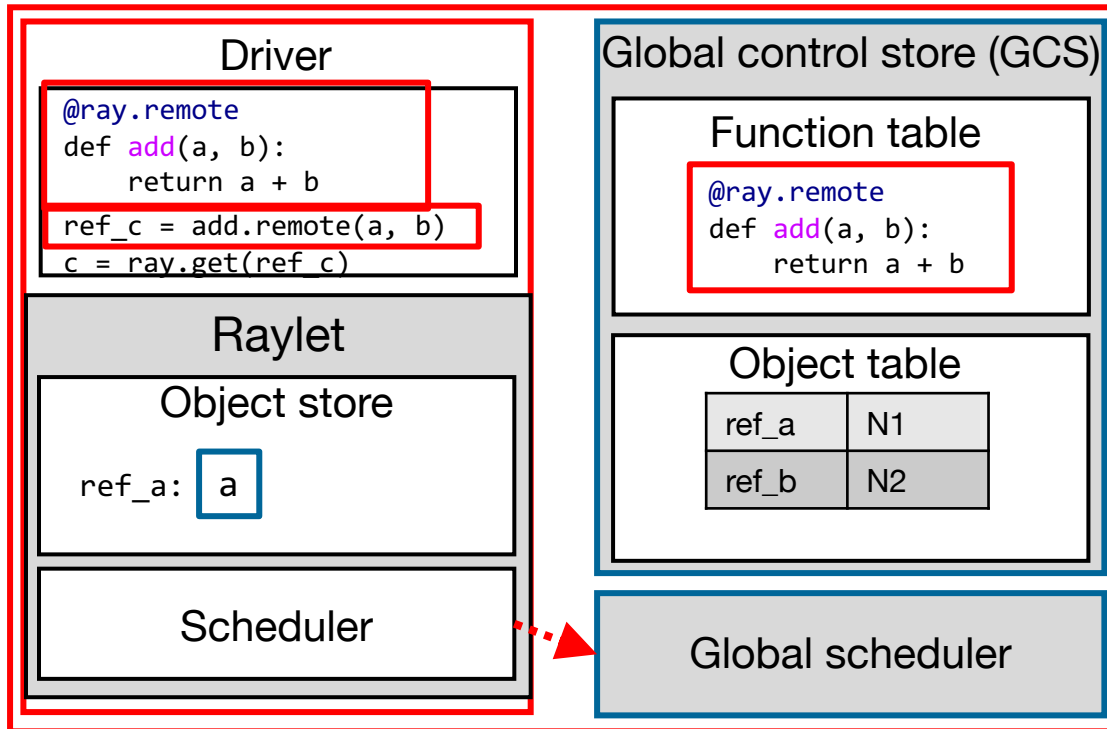 Driver
@ray.remote
def add(a, b):
    return a + b
ref_c = add.remote(a, b)
c = ray.get(ref_c)
Raylet
Object store
ref_a: a
Scheduler
Global control store (GCS)
Function table
@ray.remote
def add(a, b):
    return a + b
Object table
ref_a N1
ref_b N2
Global scheduler